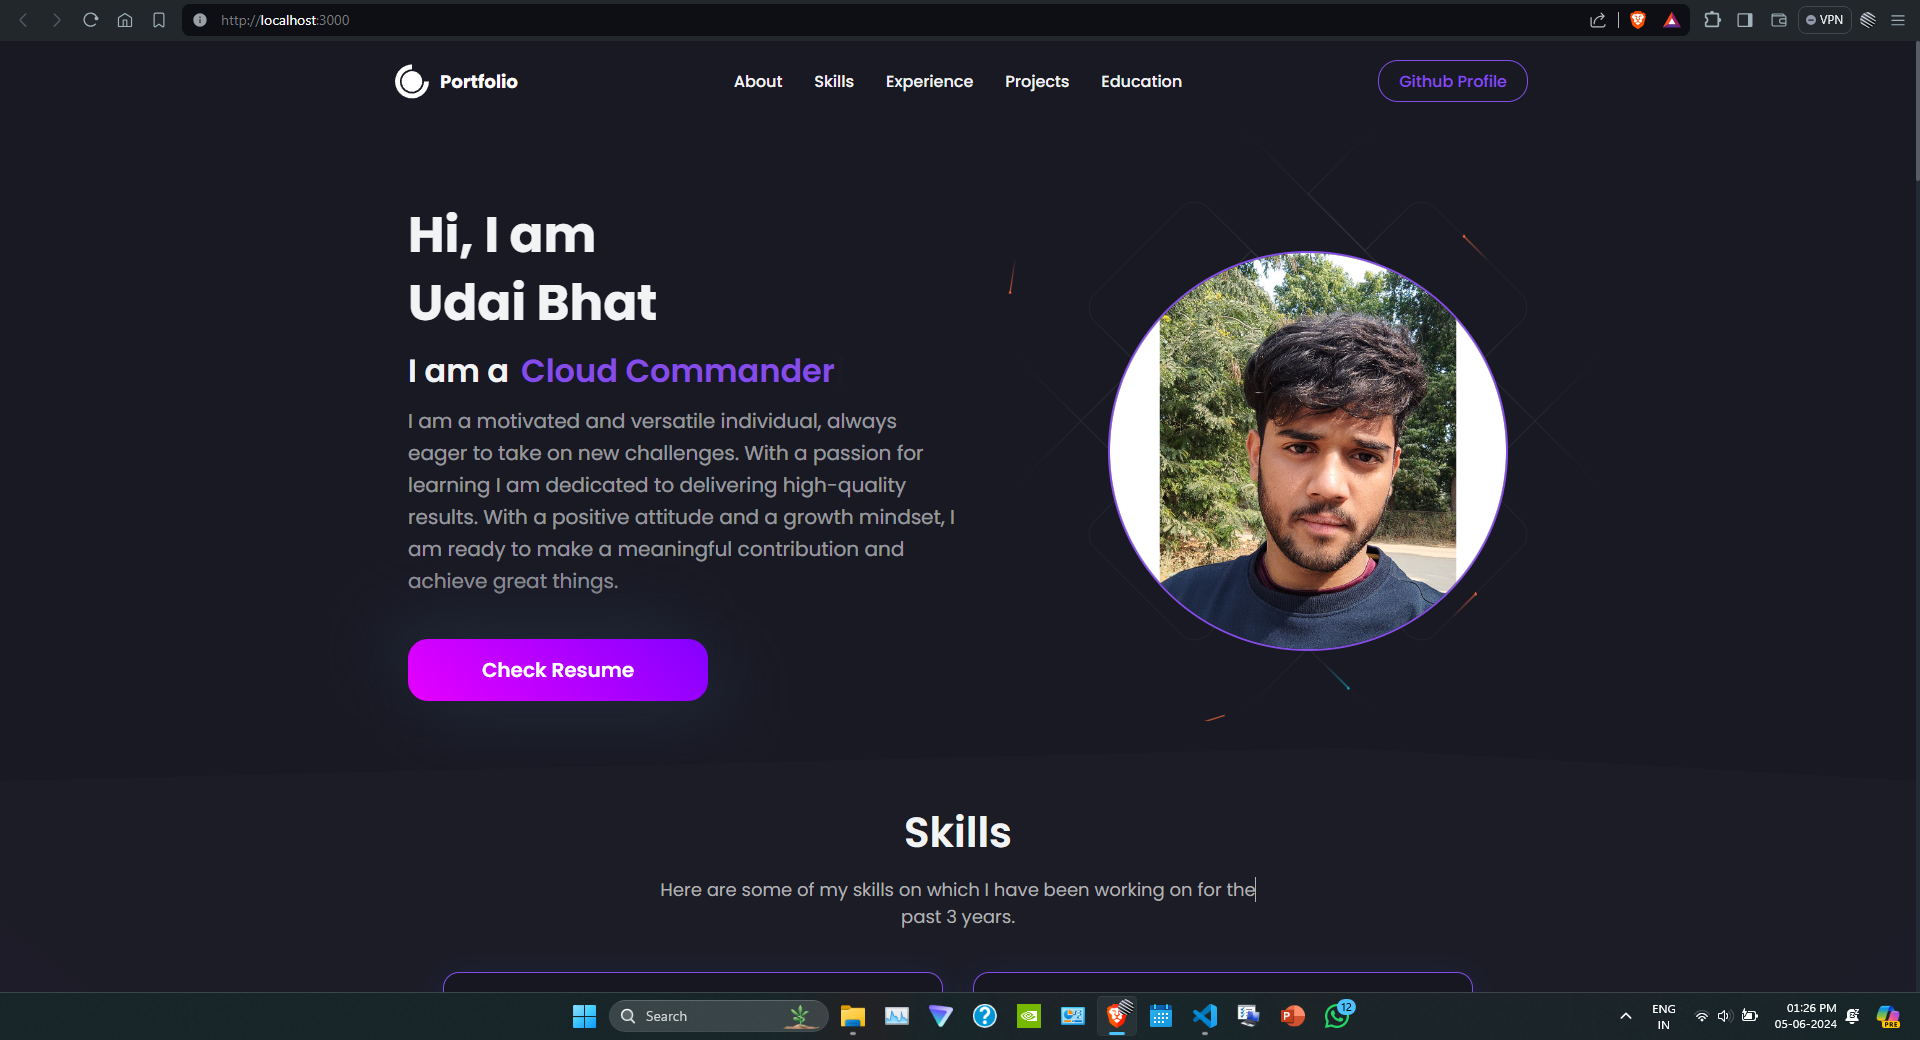 http://localhost:3000
VPN
Portfolio
About
Skills
Experience
Projects
Education
Github Profile
Hi, I am
Udai Bhat
I am a Cloud Commander
I am a motivated and versatile individual, always
eager to take on new challenges. With a passion for
learning I am dedicated to delivering high-quality
results. With a positive attitude and a growth mindset, I
am ready to make a meaningful contribution and
achieve great things.
Check Resume
Skills
Here are some of my skills on which I have been working on for the
past 3 years.
Search
12
ENG
IN
01:26 PM
05-06-2024
PRE